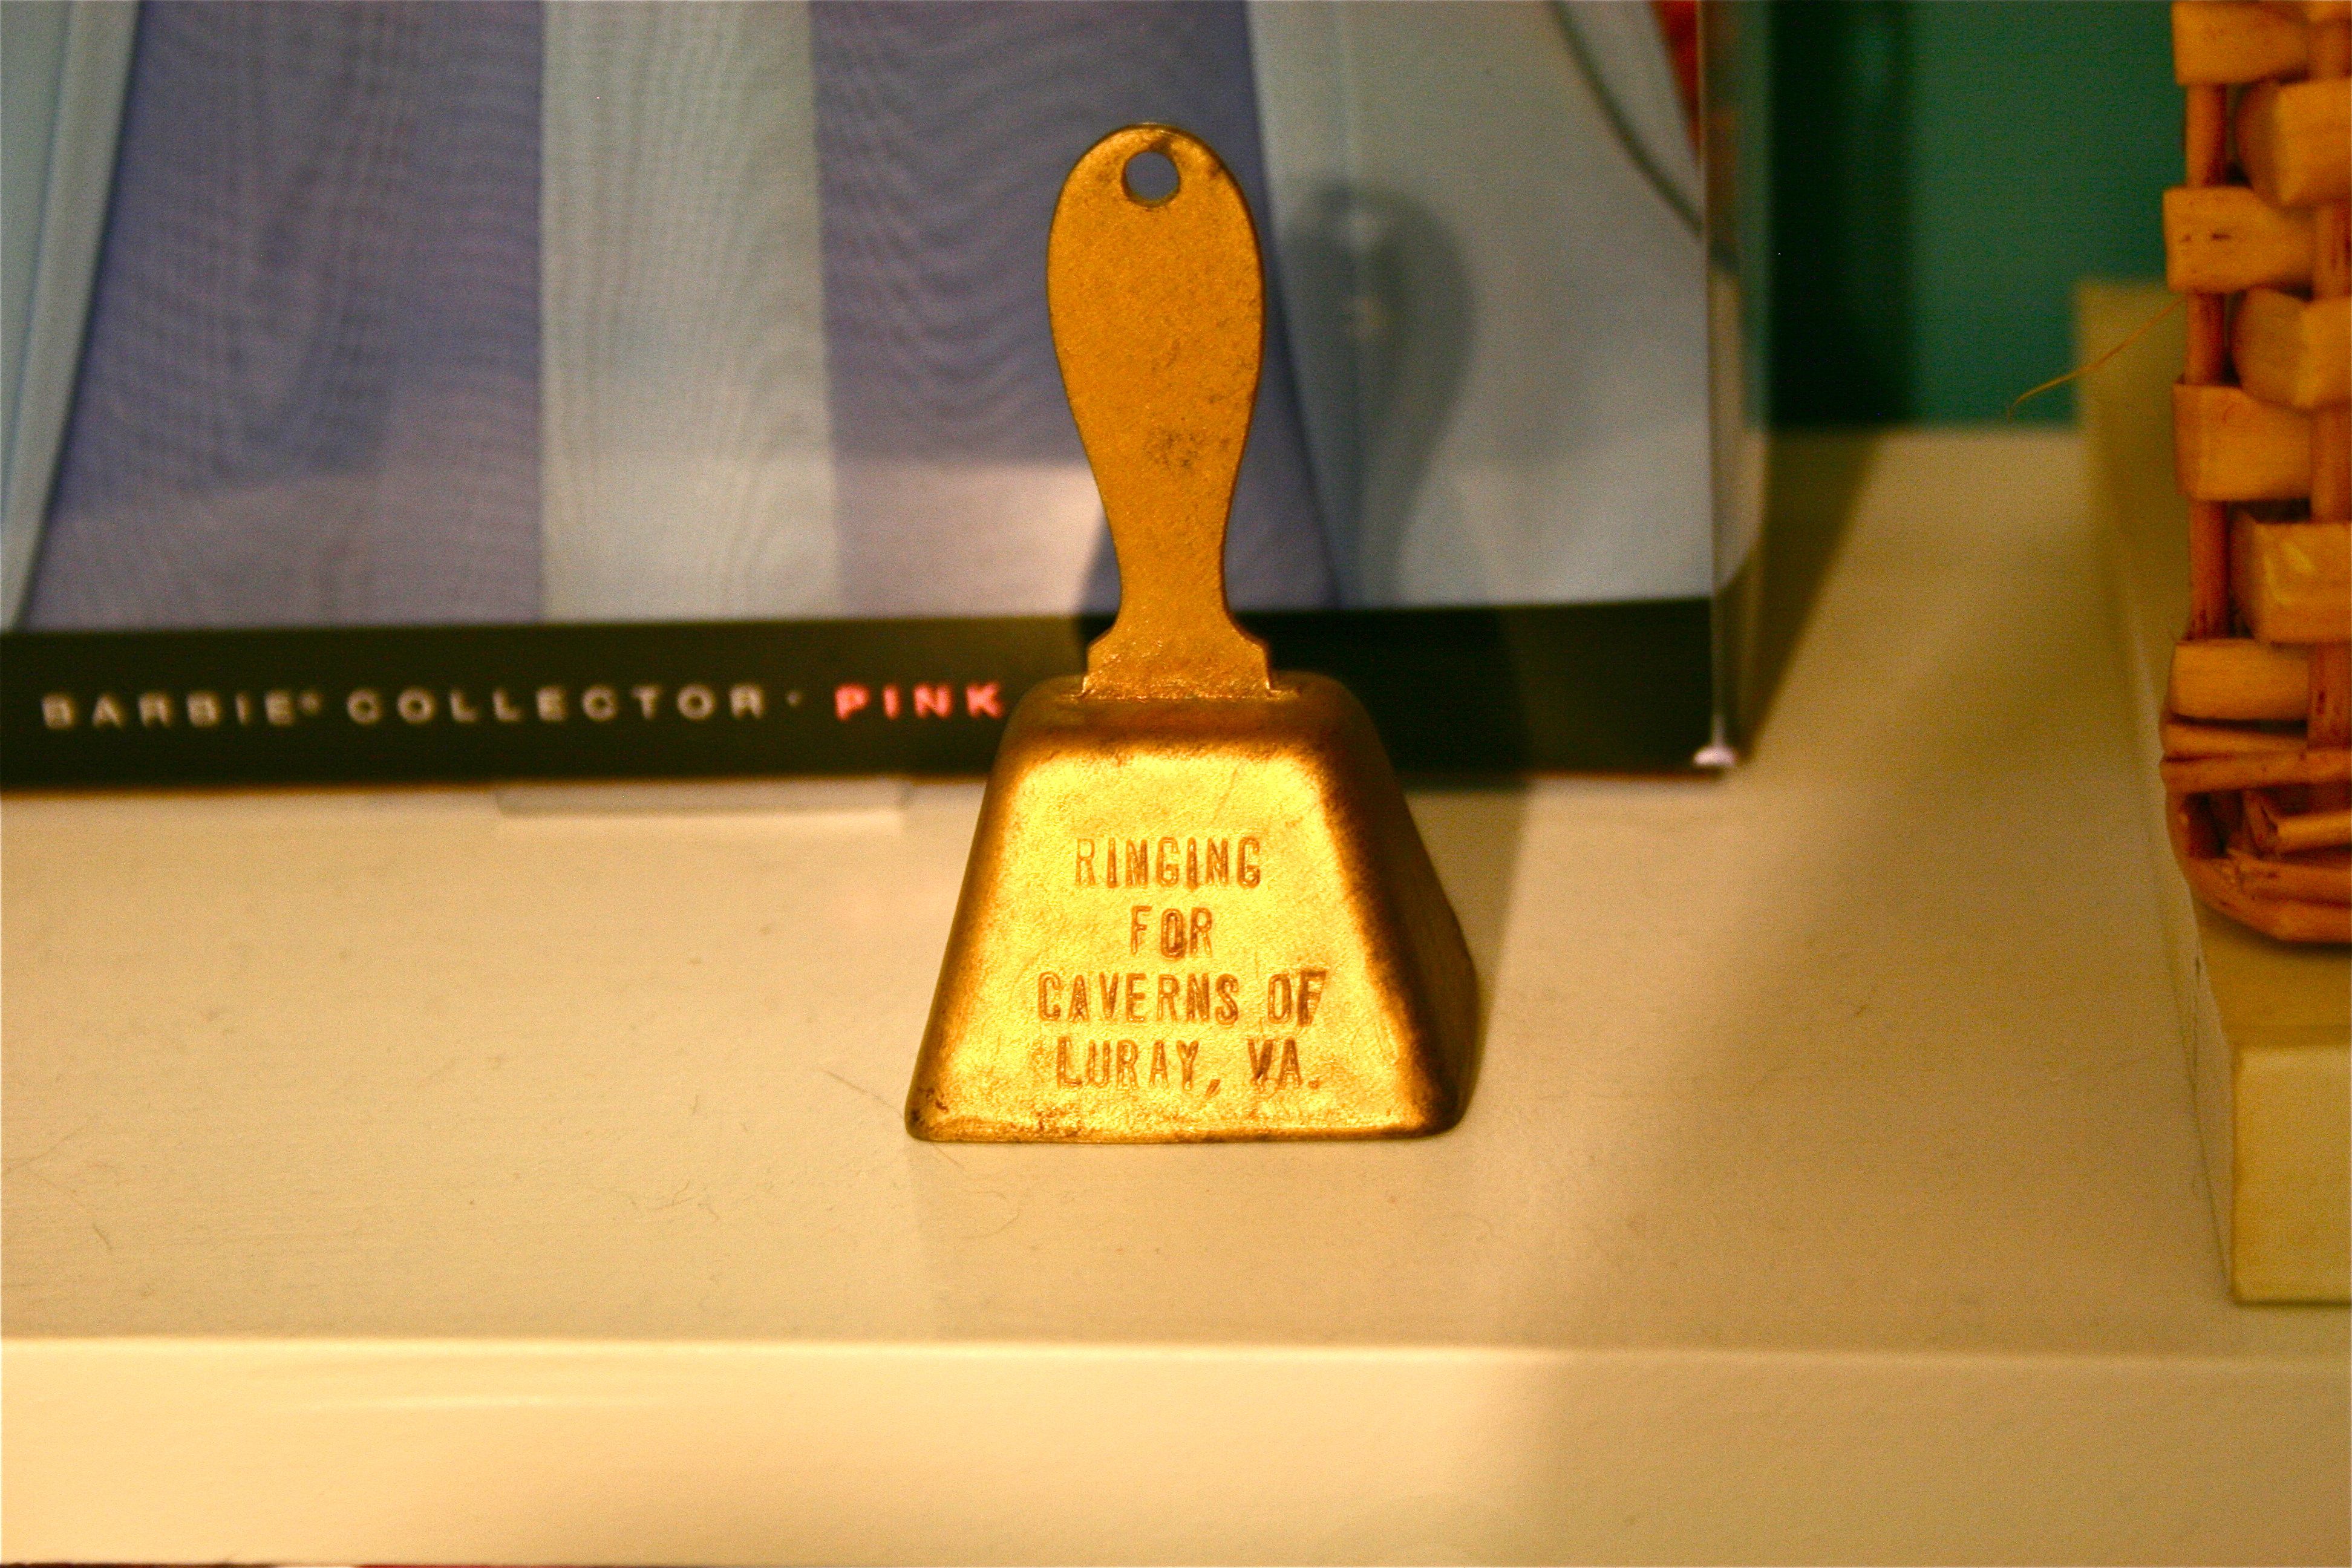 BARBIE® COLLECTOR · PINK
RINGING
FOR
CAVERNS OF
LURAY, VA.